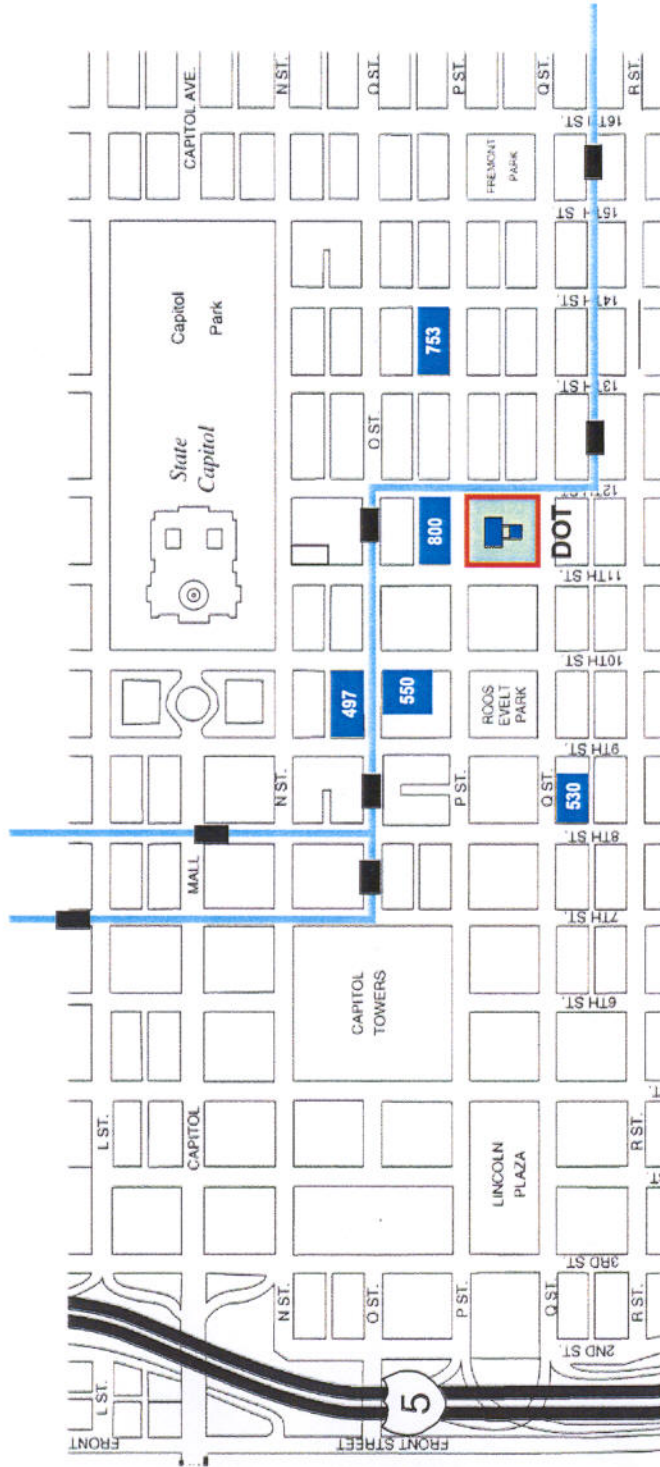 CAPITOL AVE.
N ST.
O ST.
P ST.
Q ST.
R ST.
16TH ST.
FREMONT
PARK
15TH ST
Capitol
Park
14TH ST.
753
13TH ST.
State
Capitol
O ST.
12TH ST.
800
DOT
11TH ST.
10TH ST.
497
550
ROOS
EVELT
PARK
9TH ST.
N ST.
P ST.
Q ST.
530
8TH ST.
MALL
7TH ST.
CAPITOL
TOWERS
6TH ST.
L ST.
CAPITOL
R ST.
LINCOLN
PLAZA
3RD ST.
N ST.
O ST.
P ST.
Q ST.
R ST.
2ND ST.
L ST.
5
FRONT
FRONT STREET